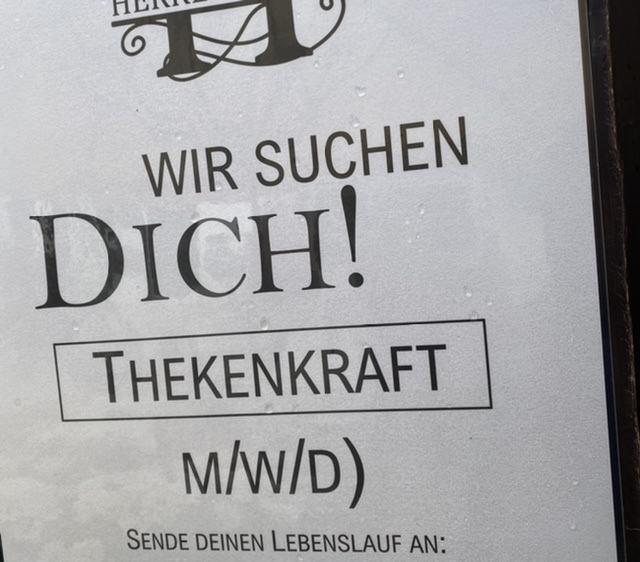 WIR SUCHEN
DICH!
THEKENKRAFT
M/W/D)
SENDE DEINEN LEBENSLAUF AN: